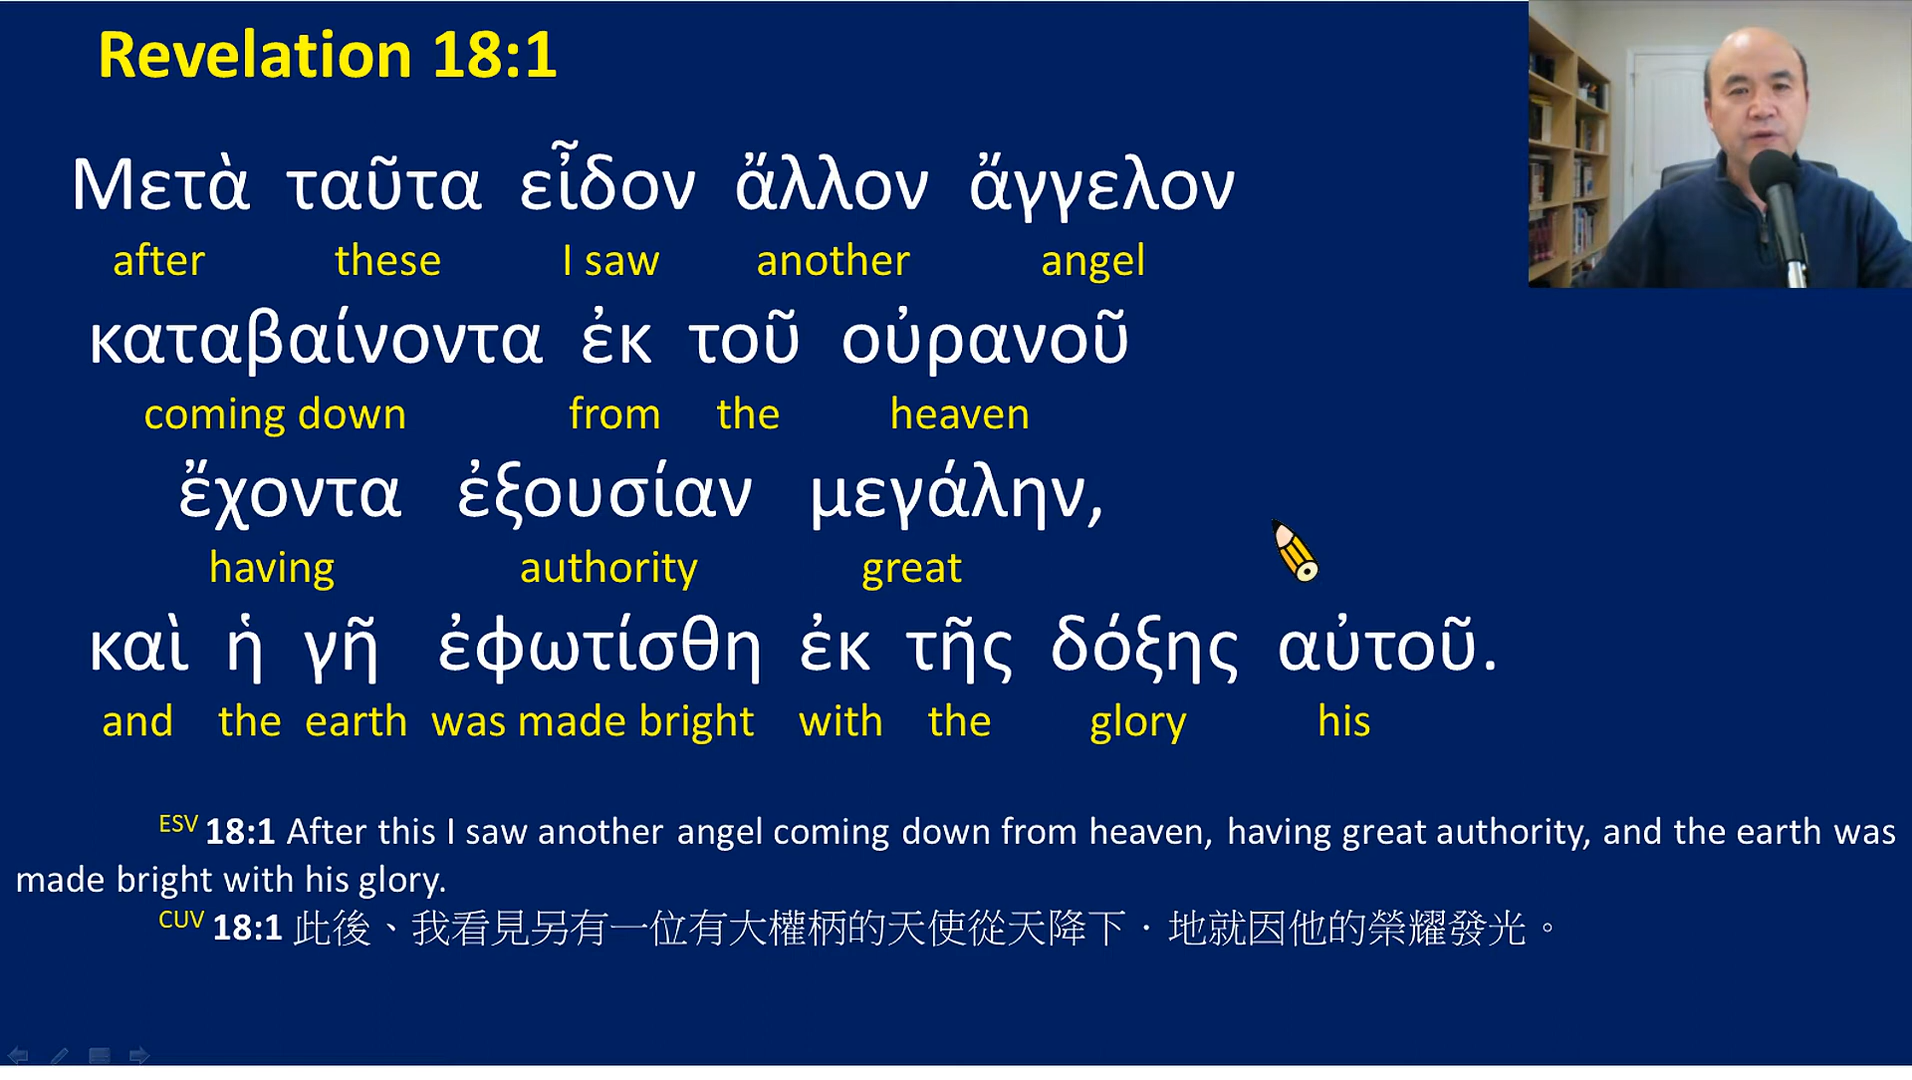 Revelation 18:1
Μετὰ ταῦτα εἶδον ἄλλον ἄγγελον
after these I saw another angel
καταβαίνοντα ἐκ τοῦ οὐρανοῦ
coming down from the heaven
ἔχοντα ἐξουσίαν μεγάλην,
having authority great
καὶ ἡ γῆ ἐφωτίσθη ἐκ τῆς δόξης αὐτοῦ.
and the earth was made bright with the glory his
ESV 18:1 After this I saw another angel coming down from heaven, having great authority, and the earth was
made bright with his glory.
CUV 18:1 此後、我看見另有一位有大權柄的天使從天降下．地就因他的榮耀發光。